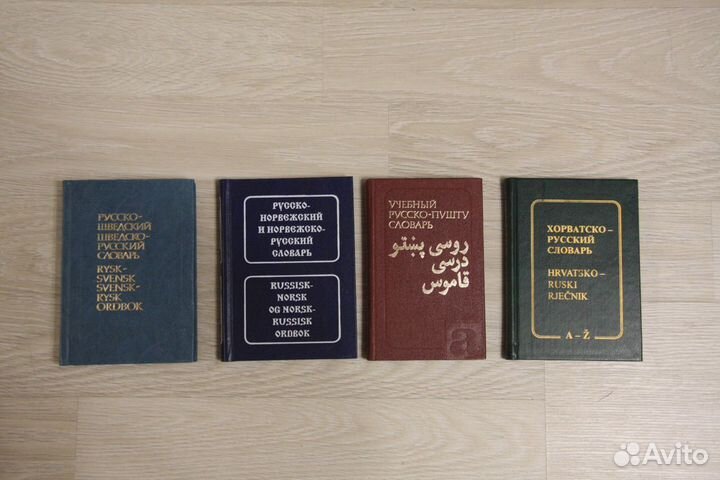 РУССКО-
ШВЕДСКИЙ
ШВЕДСКО-
РУССКИЙ
СЛОВАРЬ
RYSK-
SVENSK
SVENSK-
RYSK
ORDBOK
РУССКО-
НОРВЕЖСКИЙ
И НОРВЕЖСКО-
РУССКИЙ
СЛОВАРЬ
RUSSISK-
NORSK
OG NORSK-
RUSSISK
ORDBOK
УЧЕБНЫЙ
РУССКО-ПУШТУ
СЛОВАРЬ
روسی پښتو
درسی
قاموس
a
ХОРВАТСКО –
РУССКИЙ
СЛОВАРЬ
HRVATSKO –
RUSKI
RJEČNIK
A – Ž
Avito